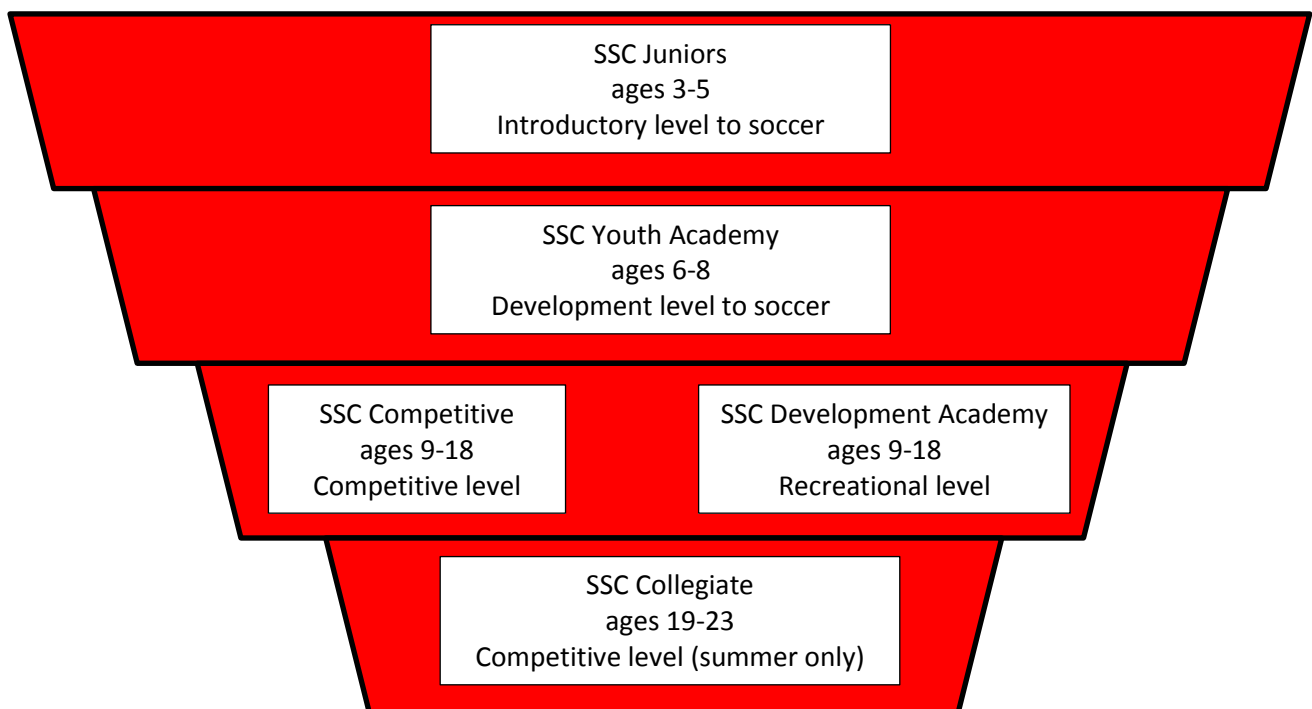 SSC Juniors
ages 3-5
Introductory level to soccer
SSC Youth Academy
ages 6-8
Development level to soccer
SSC Competitive
ages 9-18
Competitive level
SSC Development Academy
ages 9-18
Recreational level
SSC Collegiate
ages 19-23
Competitive level (summer only)